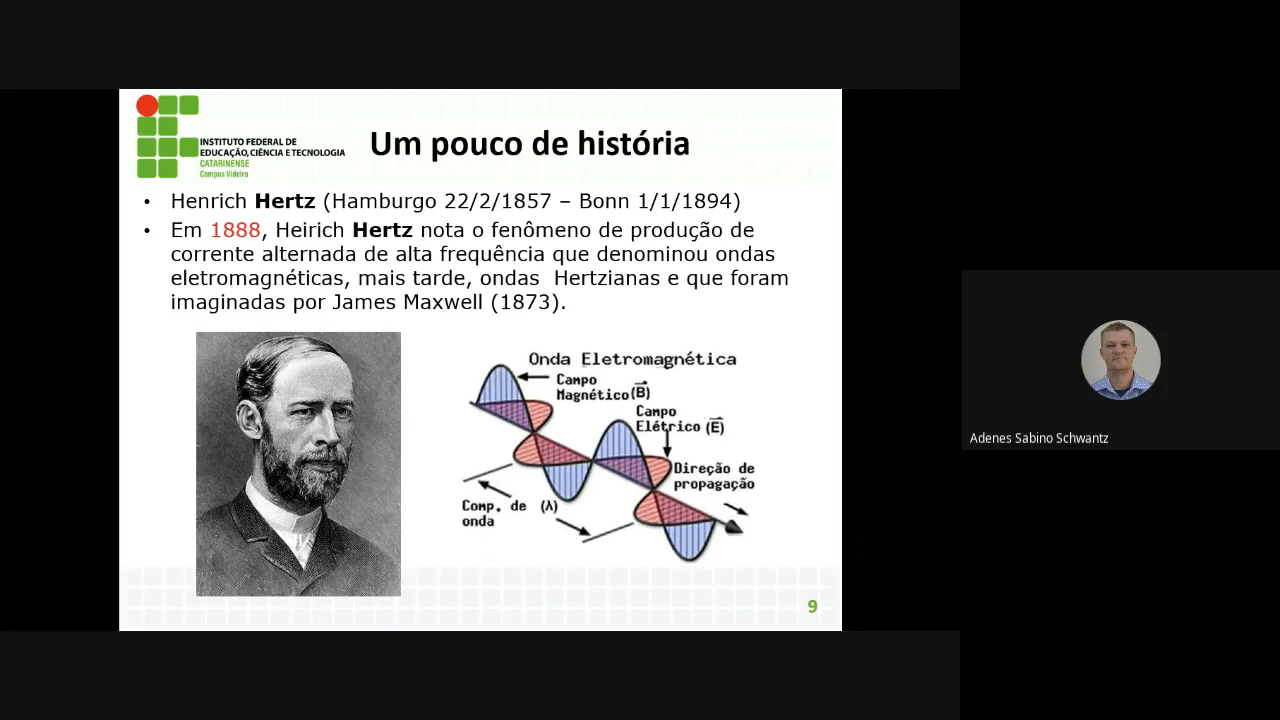 INSTITUTO FEDERAL DE
EDUCAÇÃO, CIÊNCIA E TECNOLOGIA
CATARINENSE
Campus Videira
Um pouco de história
• Henrich Hertz (Hamburgo 22/2/1857 – Bonn 1/1/1894)
• Em 1888, Heirich Hertz nota o fenômeno de produção de
corrente alternada de alta frequência que denominou ondas
eletromagnéticas, mais tarde, ondas Hertzianas e que foram
imaginadas por James Maxwell (1873).
Onda Eletromagnética
Campo
Magnético (B)
Campo
Elétrico (E)
Direção de
propagação
Comp. de (λ)
onda
9
Adenes Sabino Schwantz